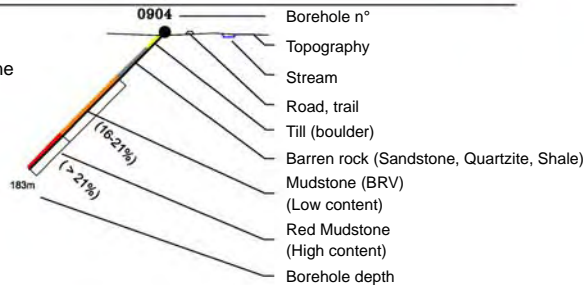 0904
Borehole n°
Topography
ne
Stream
Road, trail
Till (boulder)
Barren rock (Sandstone, Quartzite, Shale)
(16-21%)
Mudstone (BRV)
(Low content)
(> 21%)
183m
Red Mudstone
(High content)
Borehole depth